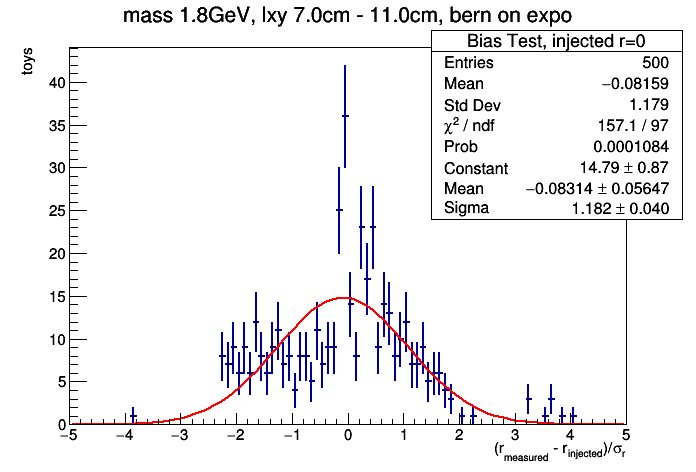 mass 1.8GeV, lxy 7.0cm - 11.0cm, bern on expo
Bias Test, injected r=0
Entries 500
Mean −0.08159
Std Dev 1.179
χ² / ndf 157.1 / 97
Prob 0.0001084
Constant 14.79 ± 0.87
Mean −0.08314 ± 0.05647
Sigma 1.182 ± 0.040
toys
40
35
30
25
20
15
10
5
0
−5 −4 −3 −2 −1 0 1 2 3 4 5
(r_measured - r_injected)/σ_r